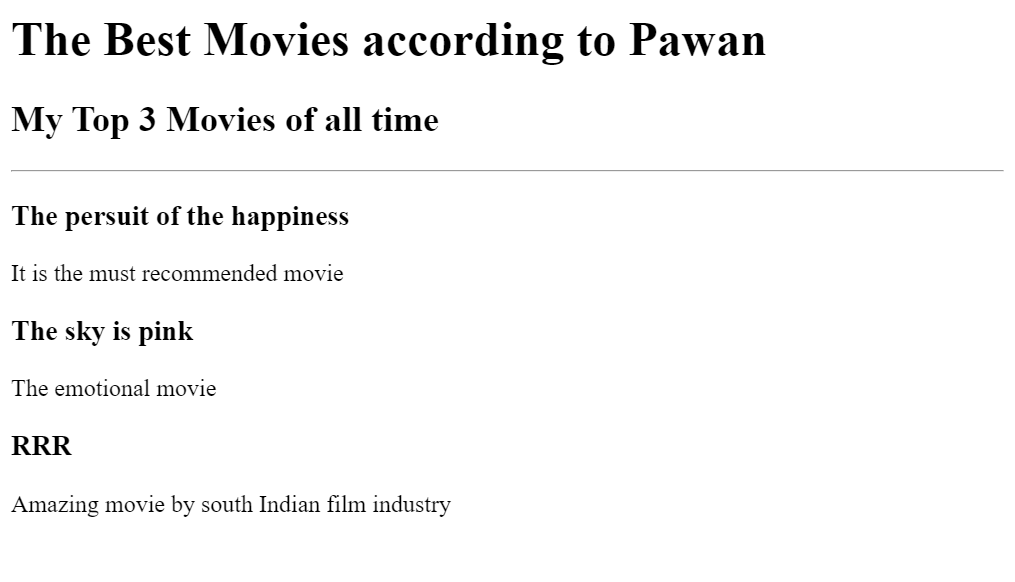 The Best Movies according to Pawan
My Top 3 Movies of all time
The persuit of the happiness
It is the must recommended movie
The sky is pink
The emotional movie
RRR
Amazing movie by south Indian film industry